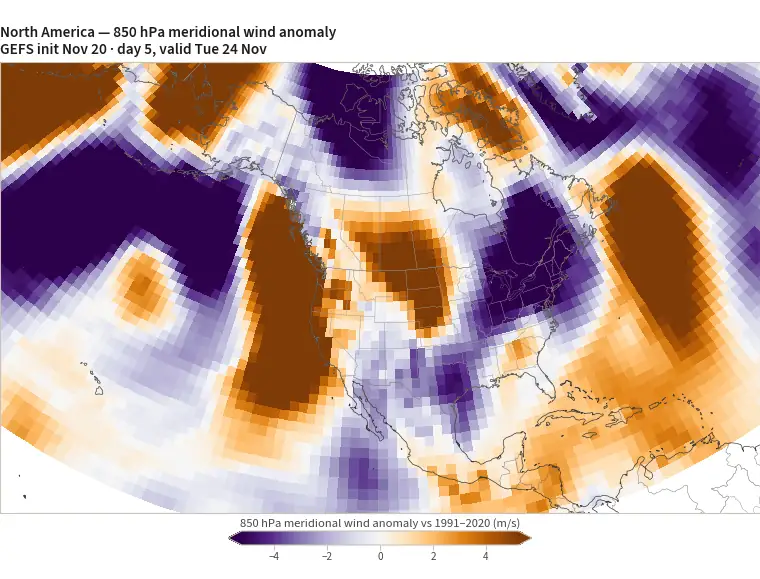 North America — 850 hPa meridional wind anomaly
GEFS init Nov 20 · day 5, valid Tue 24 Nov
850 hPa meridional wind anomaly vs 1991–2020 (m/s)
−4 −2 0 2 4